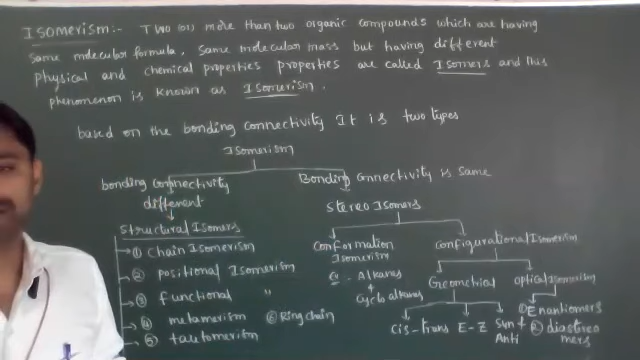 Isomerism:- Two (or) more than two organic compounds which are having
same molecular formula, same molecular mass but having different
physical and chemical properties properties are called Isomers and this
phenomenon is known as Isomerism.
based on the bonding connectivity It is two types
Isomerism
bonding connectivity
different
Bonding onnectivity is same
Structural Isomers
① chain Isomerism
② positional Isomerism
③ functional "
④ metamerism
⑥ Ring chain
⑤ tautomerism
stereo Isomers
Conformation
Isomerism
Alkanes
+
Cyclo alkanes
Configurational Isomerism
Geometrical
optical Isomerism
cis-trans
E-Z
Syn +
Anti
① Enantiomers
② diastereo
mers